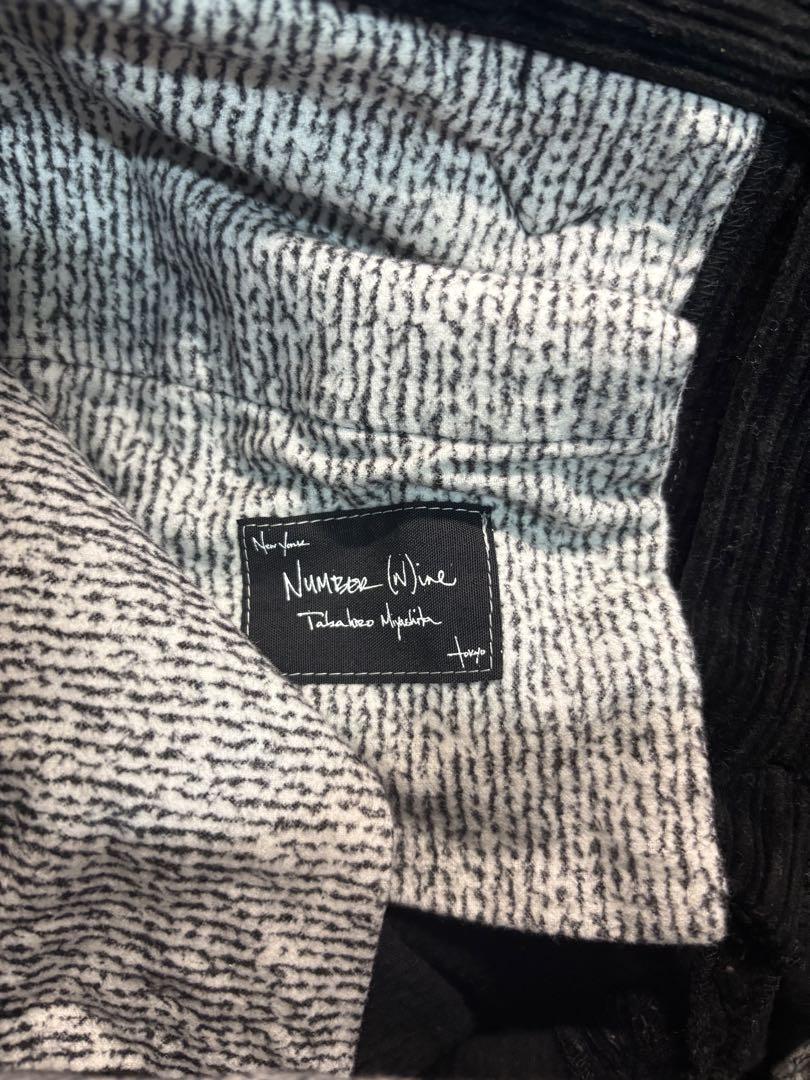 New York
NUMBER (N)ine
Takahiro Miyashita
tokyo